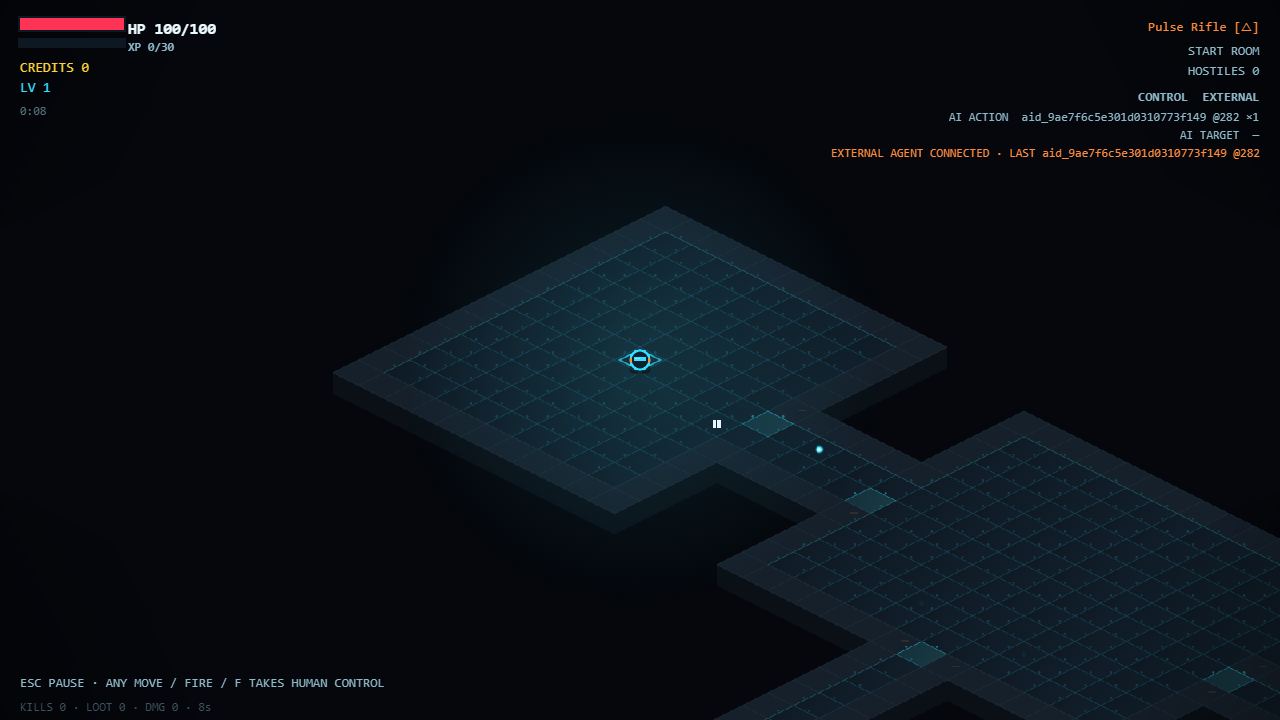 HP 100/100
XP 0/30
CREDITS 0
LV 1
0:08
Pulse Rifle [△]
START ROOM
HOSTILES 0
CONTROL EXTERNAL
AI ACTION aid_9ae7f6c5e301d0310773f149 @282 ×1
AI TARGET —
EXTERNAL AGENT CONNECTED · LAST aid_9ae7f6c5e301d0310773f149 @282
ESC PAUSE · ANY MOVE / FIRE / F TAKES HUMAN CONTROL
KILLS 0 · LOOT 0 · DMG 0 · 8s